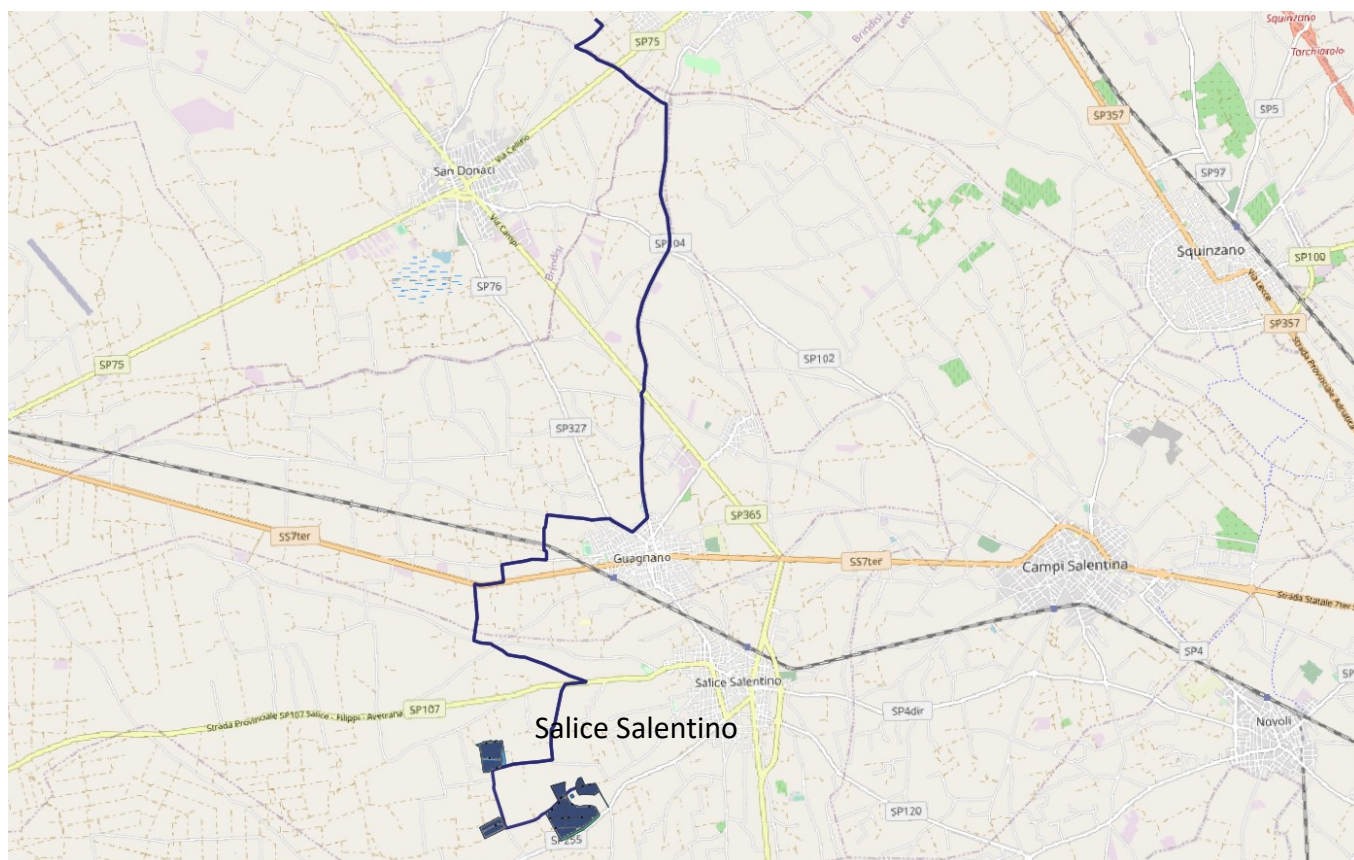 Squinzano
Torchiarolo
Brindisi
Lecce
SP75
SP5
SP357
SP97
Via Cellino
San Donaci
Via Campi
SP104
Squinzano
SP100
Via Lecce
Brindisi
SP76
SP357
SP102
SP75
SP327
SP365
SS7ter
Guagnano
SS7ter
Campi Salentina
Strada Statale 7ter
SP4
Salice Salentino
Strada Provinciale SP107 Salice - Filippi - Avetrana
SP107
SP4dir
Novoli
Salice Salentino
SP120
SP255